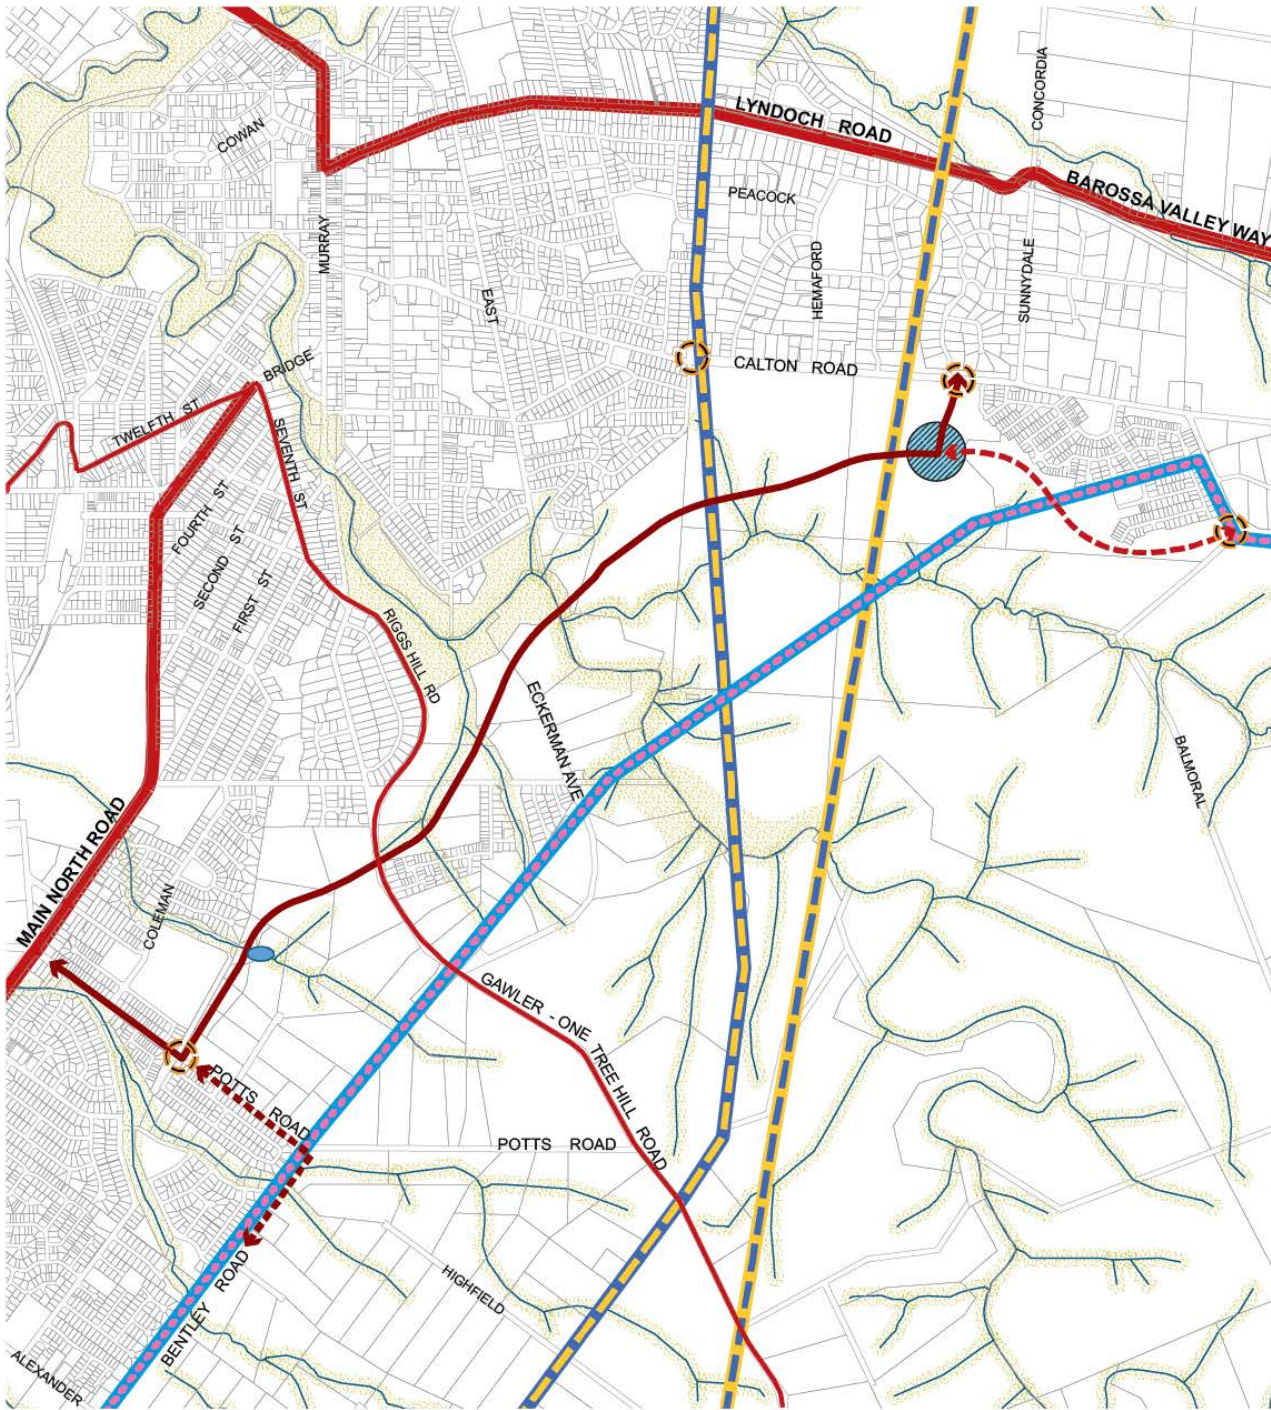 CONCORDIA
LYNDOCH ROAD
COWAN
BAROSSA VALLEY WAY
PEACOCK
MURRAY
HEMAFORD
SUNNYDALE
EAST
BRIDGE
CALTON ROAD
TWELFTH ST
SEVENTH ST
FOURTH ST
SECOND ST
FIRST ST
RIGGS HILL RD
ECKERMAN AVE
BALMORAL
MAIN NORTH ROAD
COLEMAN
GAWLER - ONE TREE HILL ROAD
POTTS ROAD
POTTS ROAD
HIGHFIELD
BENTLEY ROAD
ALEXANDER